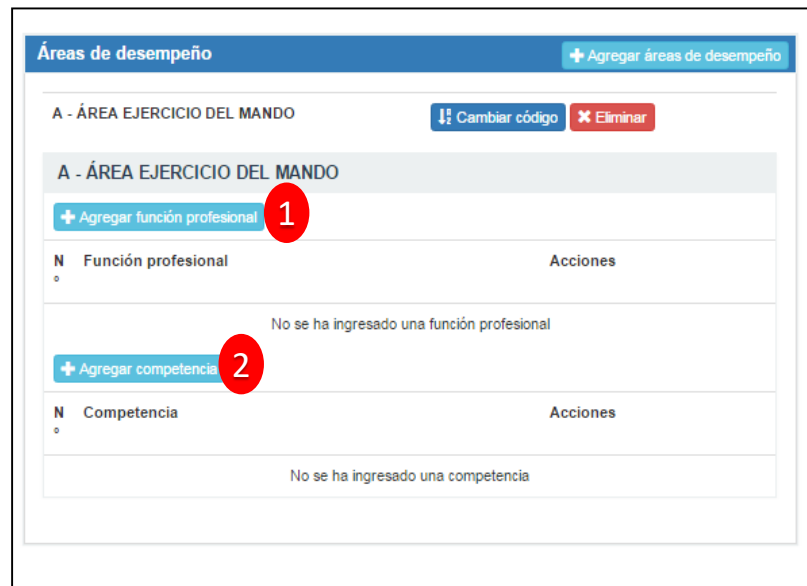 Áreas de desempeño
Agregar áreas de desempeño
A - ÁREA EJERCICIO DEL MANDO
Cambiar código
Eliminar
A - ÁREA EJERCICIO DEL MANDO
Agregar función profesional
1
Nº Función profesional Acciones
No se ha ingresado una función profesional
Agregar competencia
2
Nº Competencia Acciones
No se ha ingresado una competencia